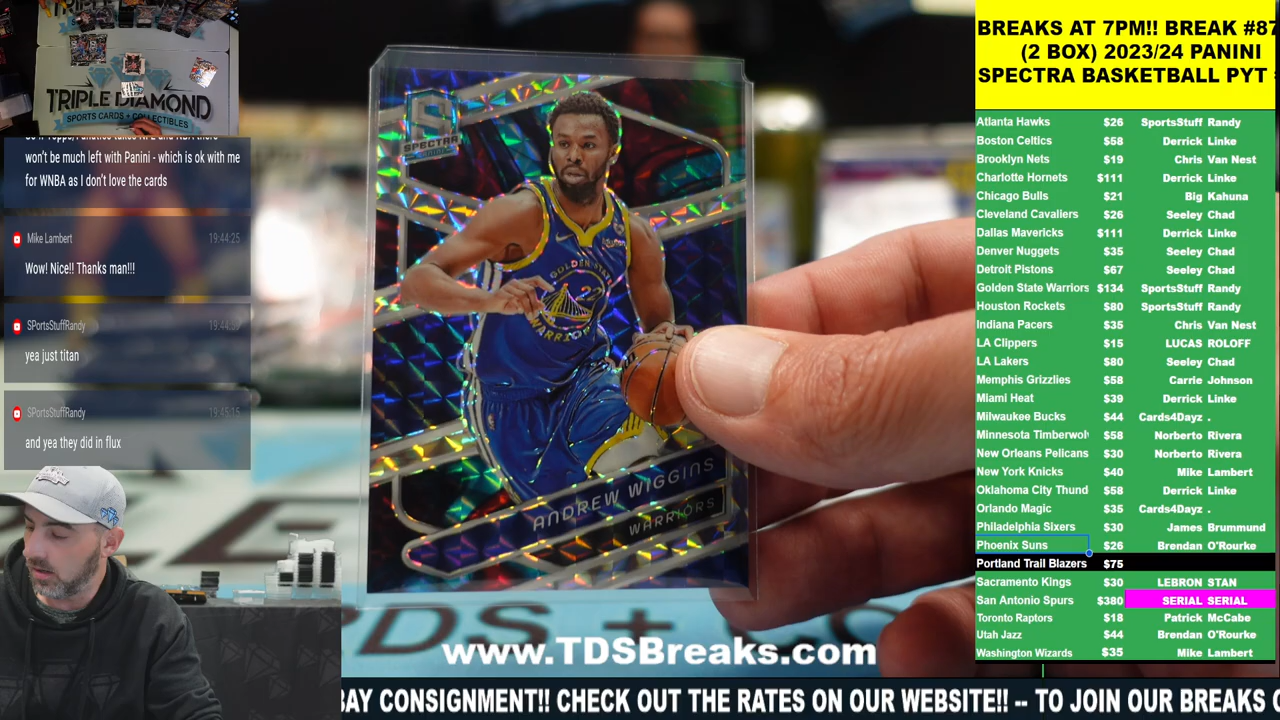 TRIPLE DIAMOND
SPORTS CARDS + COLLECTIBLES
won't be much left with Panini - which is ok with me
for WNBA as I don't love the cards
Mike Lambert 19:44:25
Wow! Nice!! Thanks man!!!
SPortsStuffRandy
yea just titan
SPortsStuffRandy 19:45:15
and yea they did in flux
SPECTRA
GOLDEN STATE
22
WARRIORS
ANDREW WIGGINS
WARRIORS
www.TDSBreaks.com
BREAKS AT 7PM!! BREAK #87
(2 BOX) 2023/24 PANINI
SPECTRA BASKETBALL PYT
Atlanta Hawks $26 SportsStuff Randy
Boston Celtics $58 Derrick Linke
Brooklyn Nets $19 Chris Van Nest
Charlotte Hornets $111 Derrick Linke
Chicago Bulls $21 Big Kahuna
Cleveland Cavaliers $26 Seeley Chad
Dallas Mavericks $111 Derrick Linke
Denver Nuggets $35 Seeley Chad
Detroit Pistons $67 Seeley Chad
Golden State Warriors $134 SportsStuff Randy
Houston Rockets $80 SportsStuff Randy
Indiana Pacers $35 Chris Van Nest
LA Clippers $15 LUCAS ROLOFF
LA Lakers $80 Seeley Chad
Memphis Grizzlies $58 Carrie Johnson
Miami Heat $39 Derrick Linke
Milwaukee Bucks $44 Cards4Dayz .
Minnesota Timberwolv $58 Norberto Rivera
New Orleans Pelicans $30 Norberto Rivera
New York Knicks $40 Mike Lambert
Oklahoma City Thund $58 Derrick Linke
Orlando Magic $35 Cards4Dayz .
Philadelphia Sixers $30 James Brummund
Phoenix Suns $26 Brendan O'Rourke
Portland Trail Blazers $75
Sacramento Kings $30 LEBRON STAN
San Antonio Spurs $380 SERIAL SERIAL
Toronto Raptors $18 Patrick McCabe
Utah Jazz $44 Brendan O'Rourke
Washington Wizards $35 Mike Lambert
BAY CONSIGNMENT!! CHECK OUT THE RATES ON OUR WEBSITE!! -- TO JOIN OUR BREAKS